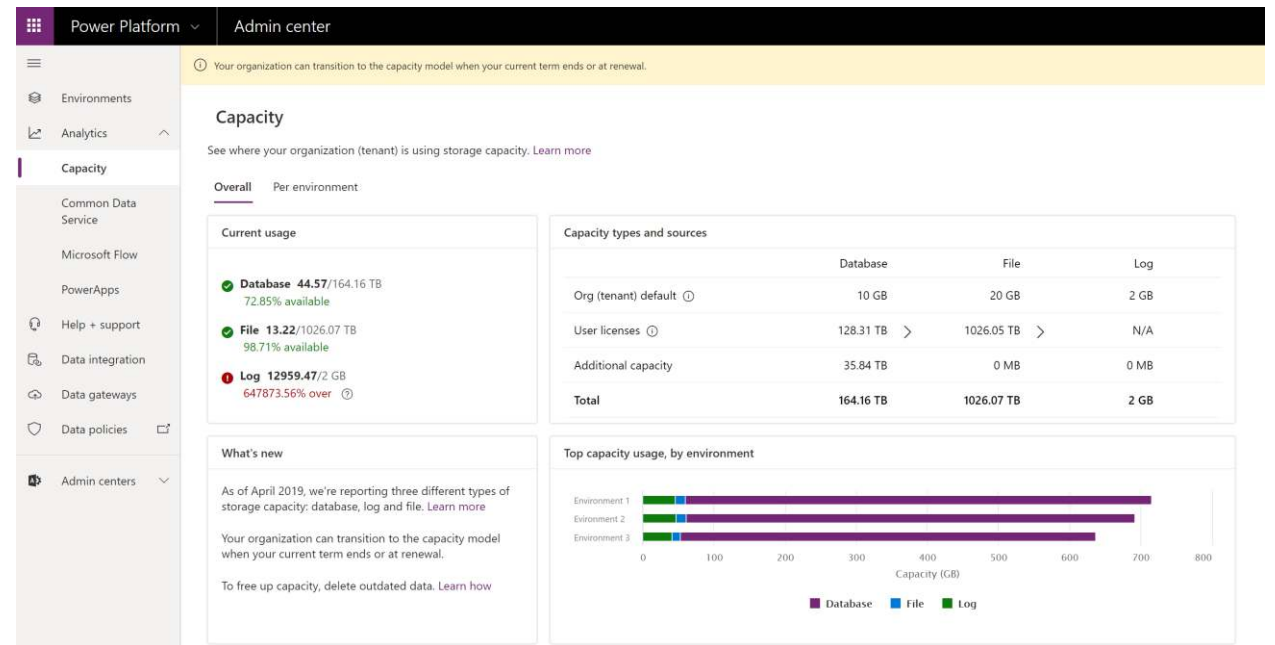 Power Platform
Admin center
Your organization can transition to the capacity model when your current term ends or at renewal.
Environments
Analytics
Capacity
Common Data
Service
Microsoft Flow
PowerApps
Help + support
Data integration
Data gateways
Data policies
Admin centers
Capacity
See where your organization (tenant) is using storage capacity. Learn more
Overall Per environment
Current usage
Database 44.57/164.16 TB
72.85% available
File 13.22/1026.07 TB
98.71% available
Log 12959.47/2 GB
647873.56% over
Capacity types and sources
Database File Log
Org (tenant) default 10 GB 20 GB 2 GB
User licenses 128.31 TB 1026.05 TB N/A
Additional capacity 35.84 TB 0 MB 0 MB
Total 164.16 TB 1026.07 TB 2 GB
What's new
As of April 2019, we're reporting three different types of
storage capacity: database, log and file. Learn more
Your organization can transition to the capacity model
when your current term ends or at renewal.
To free up capacity, delete outdated data. Learn how
Top capacity usage, by environment
Environment 1
Evironment 2
Environment 3
0 100 200 300 400 500 600 700 800
Capacity (GB)
Database File Log